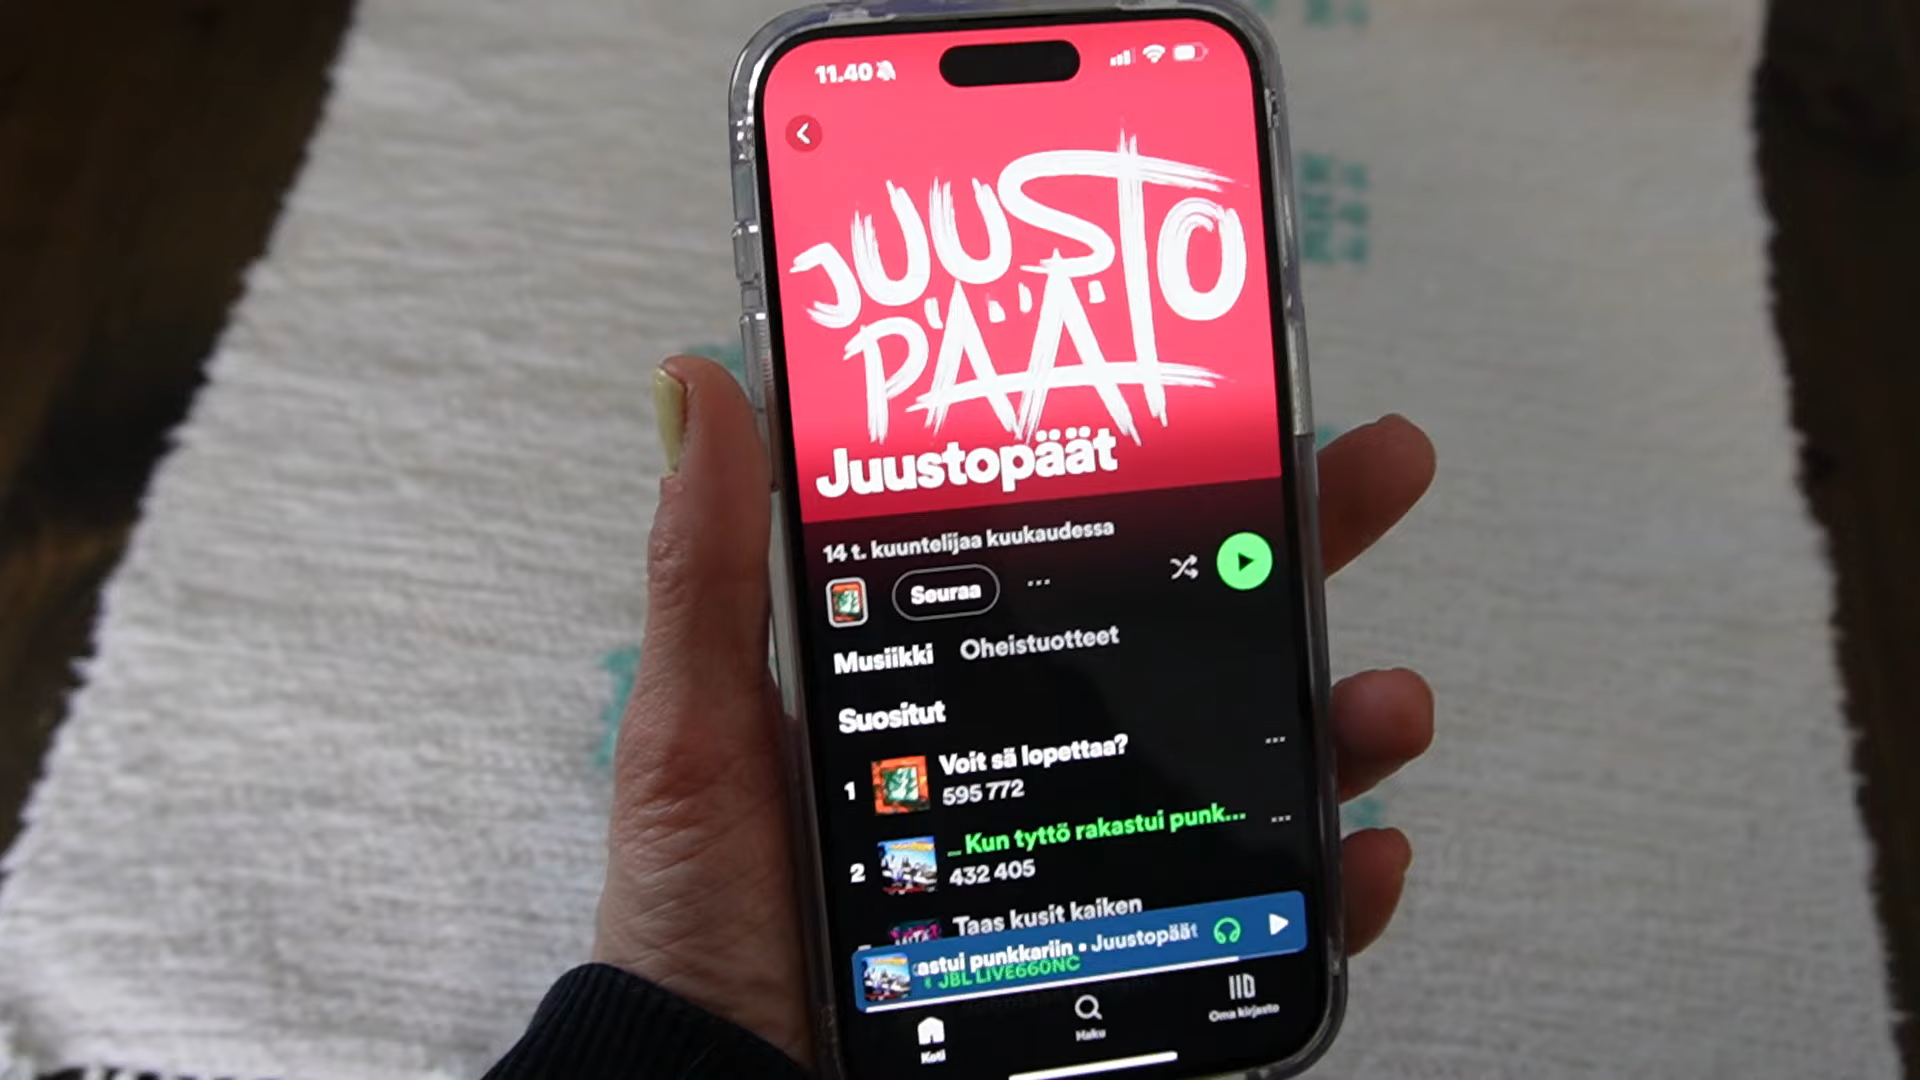 11.40
JUUSTO
PÄÄT
Juustopäät
14 t. kuuntelijaa kuukaudessa
Seuraa
Musiikki Oheistuotteet
Suositut
1 Voit sä lopettaa?
595 772
2 _ Kun tyttö rakastui punk...
432 405
Taas kusit kaiken
astui punkkariin • Juustopäät
JBL LIVE660NC
Koti Haku Oma kirjasto